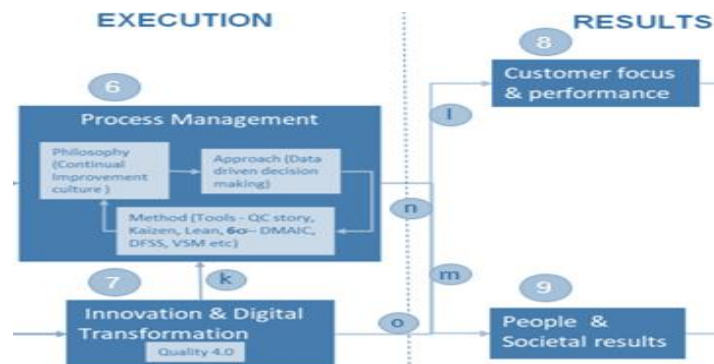 EXECUTION
RESULTS
6
Process Management
Philosophy
(Continual
Improvement
culture )
Approach (Data
driven decision
making)
Method (Tools - QC story,
Kaizen, Lean, 6σ-- DMAIC,
DFSS, VSM etc)
7
k
Innovation & Digital
Transformation
Quality 4.0
8
Customer focus
& performance
l
n
m
o
9
People &
Societal results